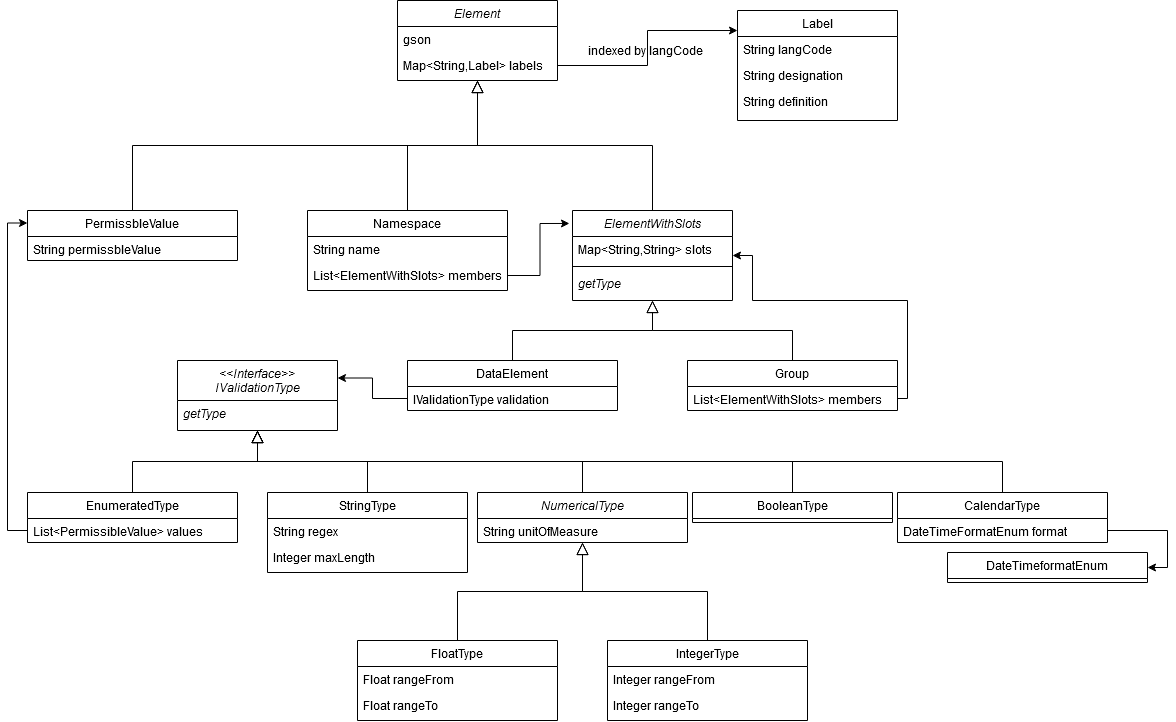 Element
gson
Map<String,Label> labels
indexed by langCode
Label
String langCode
String designation
String definition
PermissbleValue
String permissbleValue
Namespace
String name
List<ElementWithSlots> members
ElementWithSlots
Map<String,String> slots
getType
<<Interface>>
IValidationType
getType
DataElement
IValidationType validation
Group
List<ElementWithSlots> members
EnumeratedType
List<PermissibleValue> values
StringType
String regex
Integer maxLength
NumericalType
String unitOfMeasure
BooleanType
CalendarType
DateTimeFormatEnum format
DateTimeformatEnum
FloatType
Float rangeFrom
Float rangeTo
IntegerType
Integer rangeFrom
Integer rangeTo